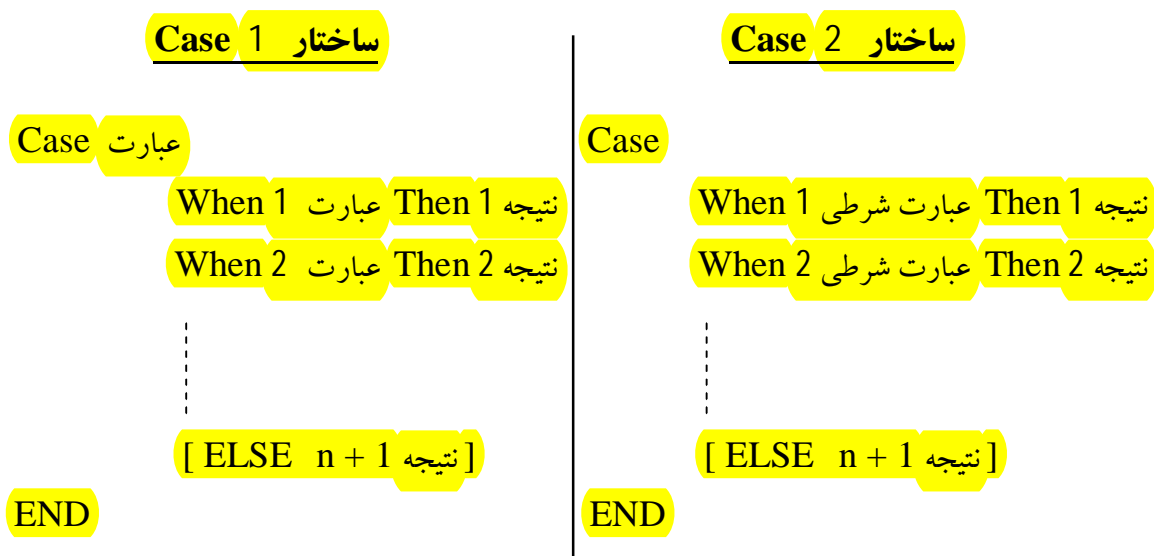 ساختار 1 Case
Case عبارت
When عبارت 1 Then نتیجه 1
When عبارت 2 Then نتیجه 2
[ ELSE نتیجه n + 1 ]
END
ساختار 2 Case
Case
When عبارت شرطی 1 Then نتیجه 1
When عبارت شرطی 2 Then نتیجه 2
[ ELSE نتیجه n + 1 ]
END